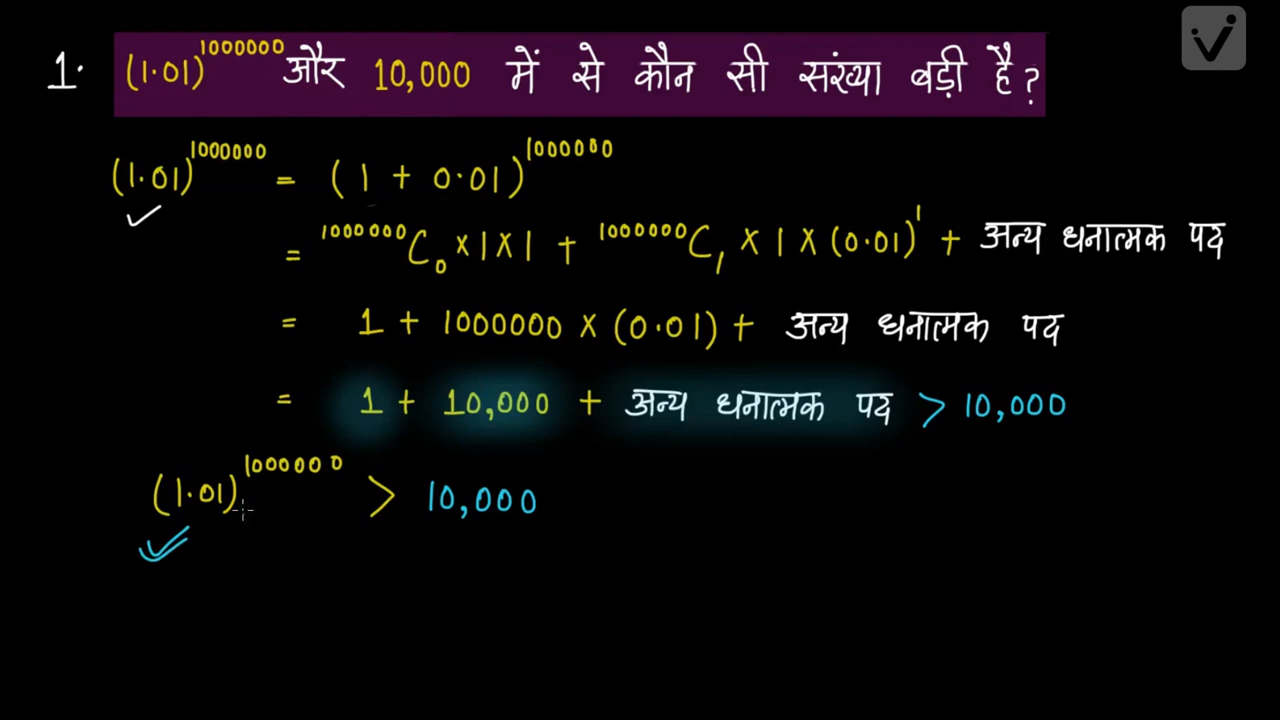 1. (1.01)^1000000 और 10,000 में से कौन सी संख्या बड़ी है?
(1.01)^1000000 = (1 + 0.01)^1000000
= ^1000000C_0 × 1 × 1 + ^1000000C_1 × 1 × (0.01)^1 + अन्य धनात्मक पद
= 1 + 1000000 × (0.01) + अन्य धनात्मक पद
= 1 + 10,000 + अन्य धनात्मक पद > 10,000
(1.01)^1000000 > 10,000